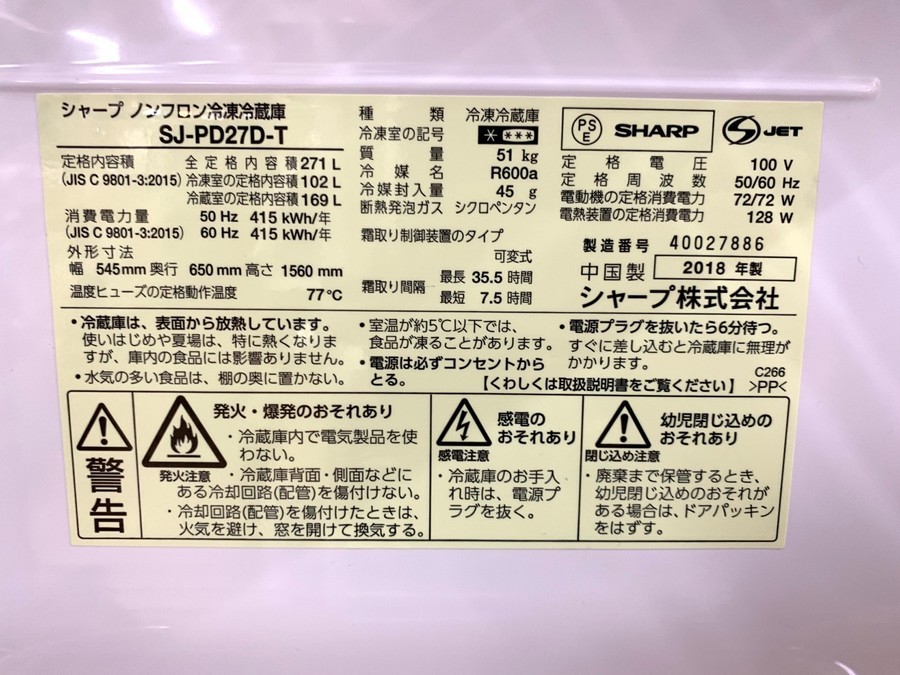 シャープ ノンフロン冷凍冷蔵庫
SJ-PD27D-T
定格内容積 全定格内容積 271 L
(JIS C 9801-3:2015) 冷凍室の定格内容積 102 L
冷蔵室の定格内容積 169 L
消費電力量 50 Hz 415 kWh/年
(JIS C 9801-3:2015) 60 Hz 415 kWh/年
外形寸法
幅 545mm 奥行 650mm 高さ 1560 mm
温度ヒューズの定格動作温度 77℃
種類 冷凍冷蔵庫
冷凍室の記号 * ***
質量 51 kg
冷媒名 R600a
冷媒封入量 45 g
断熱発泡ガス シクロペンタン
霜取り制御装置のタイプ
可変式
霜取り間隔 最長 35.5 時間
最短 7.5 時間
PSE SHARP S JET
定格電圧 100 V
定格周波数 50/60 Hz
電動機の定格消費電力 72/72 W
電熱装置の定格消費電力 128 W
製造番号 40027886
中国製 2018 年製
シャープ株式会社
・冷蔵庫は、表面から放熱しています。
使いはじめや夏場は、特に熱くなりま
すが、庫内の食品には影響ありません。
・水気の多い食品は、棚の奥に置かない。
・室温が約5℃以下では、
食品が凍ることがあります。
・電源は必ずコンセントから
とる。
・電源プラグを抜いたら6分待つ。
すぐに差し込むと冷蔵庫に無理が
かかります。
C266
【くわしくは取扱説明書をご覧ください】 >PP<
警告
発火・爆発のおそれあり
発火注意
・冷蔵庫内で電気製品を使
わない。
・冷蔵庫背面・側面などに
ある冷却回路(配管)を傷付けない。
・冷却回路(配管)を傷付けたときは、
火気を避け、窓を開けて換気する。
感電の
おそれあり
感電注意
・冷蔵庫のお手入
れ時は、電源プ
ラグを抜く。
幼児閉じ込めの
おそれあり
閉じ込め注意
・廃棄まで保管するとき、
幼児閉じ込めのおそれが
ある場合は、ドアパッキン
をはずす。